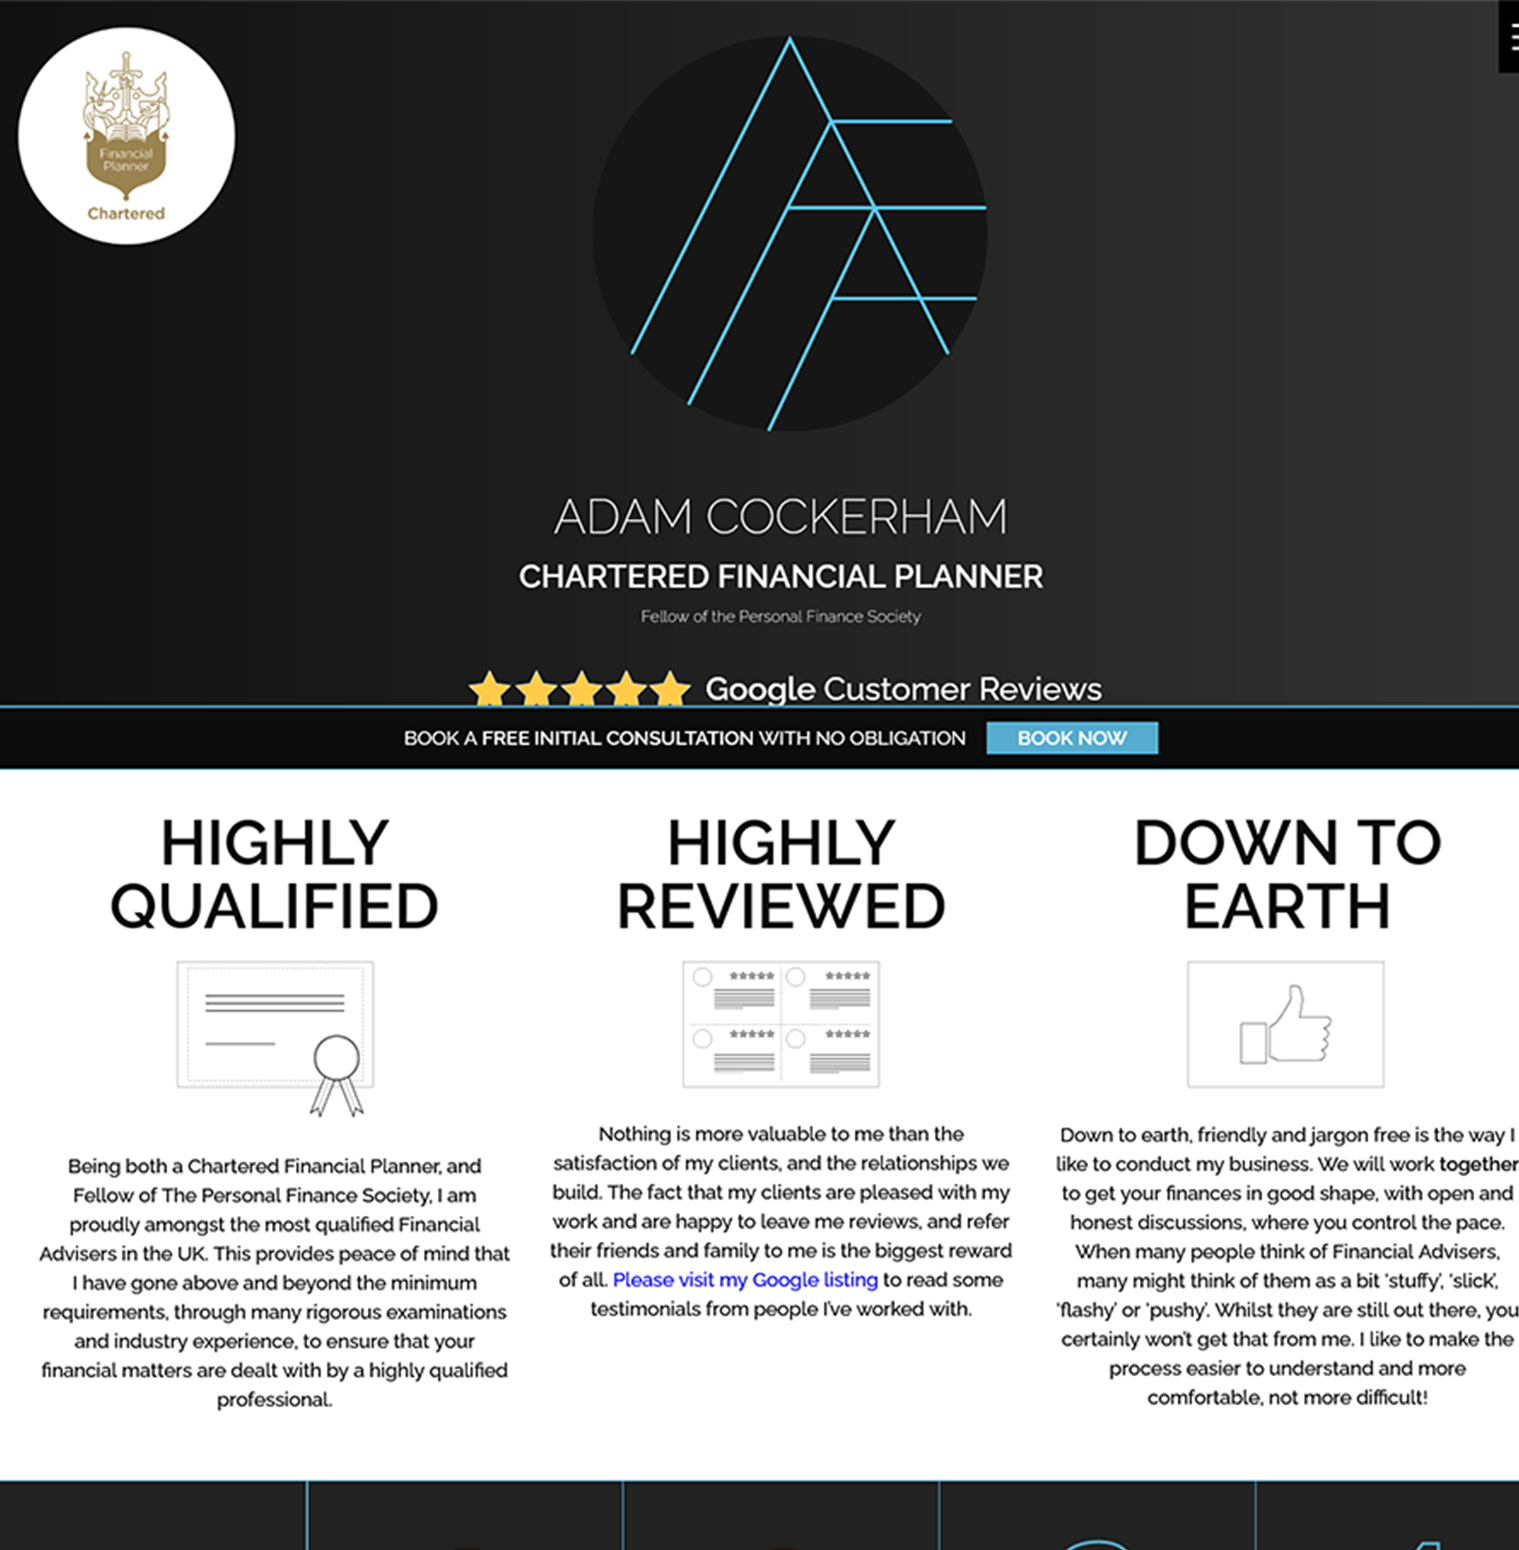 Financial
Planner
Chartered
ADAM COCKERHAM
CHARTERED FINANCIAL PLANNER
Fellow of the Personal Finance Society
Google Customer Reviews
BOOK A FREE INITIAL CONSULTATION WITH NO OBLIGATION BOOK NOW
HIGHLY
QUALIFIED
Being both a Chartered Financial Planner, and
Fellow of The Personal Finance Society, I am
proudly amongst the most qualified Financial
Advisers in the UK. This provides peace of mind that
I have gone above and beyond the minimum
requirements, through many rigorous examinations
and industry experience, to ensure that your
financial matters are dealt with by a highly qualified
professional.
HIGHLY
REVIEWED
Nothing is more valuable to me than the
satisfaction of my clients, and the relationships we
build. The fact that my clients are pleased with my
work and are happy to leave me reviews, and refer
their friends and family to me is the biggest reward
of all. Please visit my Google listing to read some
testimonials from people I've worked with.
DOWN TO
EARTH
Down to earth, friendly and jargon free is the way I
like to conduct my business. We will work together
to get your finances in good shape, with open and
honest discussions, where you control the pace.
When many people think of Financial Advisers,
many might think of them as a bit ‘stuffy’, ‘slick’,
‘flashy’ or ‘pushy’. Whilst they are still out there, you
certainly won't get that from me. I like to make the
process easier to understand and more
comfortable, not more difficult!